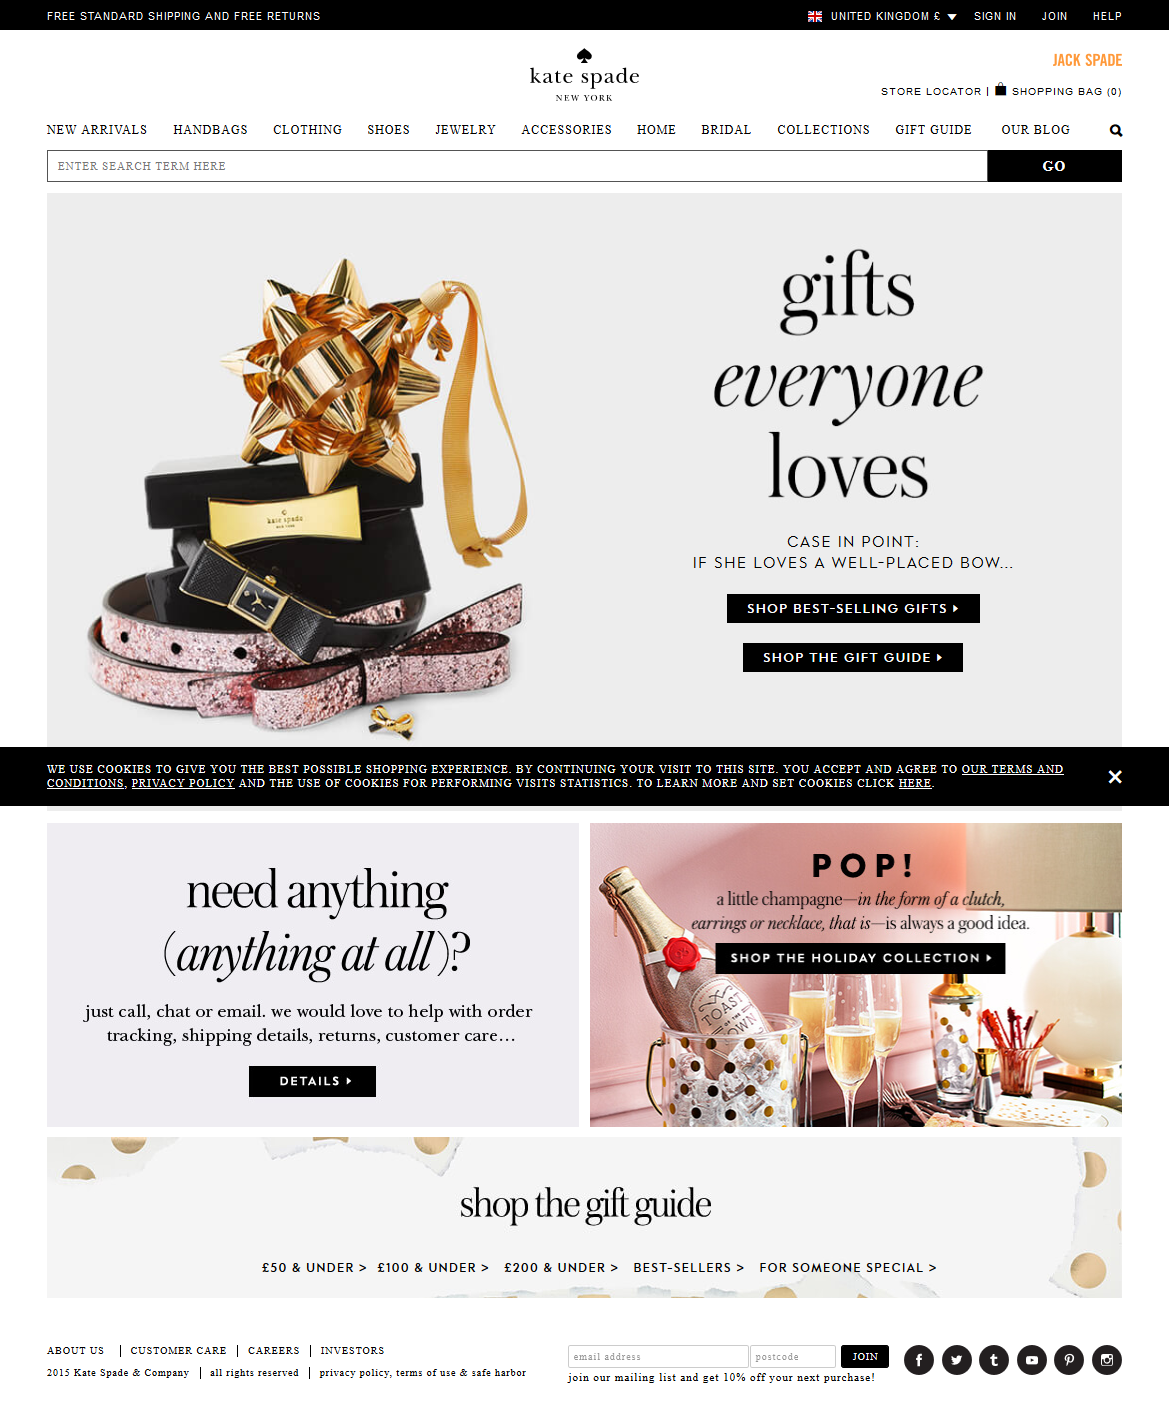 FREE STANDARD SHIPPING AND FREE RETURNS
UNITED KINGDOM £ SIGN IN JOIN HELP
kate spade
NEW YORK
JACK SPADE
STORE LOCATOR | SHOPPING BAG (0)
NEW ARRIVALS HANDBAGS CLOTHING SHOES JEWELRY ACCESSORIES HOME BRIDAL COLLECTIONS GIFT GUIDE OUR BLOG
ENTER SEARCH TERM HERE GO
gifts
everyone
loves
kate spade
NEW YORK
CASE IN POINT:
IF SHE LOVES A WELL-PLACED BOW...
SHOP BEST-SELLING GIFTS
SHOP THE GIFT GUIDE
WE USE COOKIES TO GIVE YOU THE BEST POSSIBLE SHOPPING EXPERIENCE. BY CONTINUING YOUR VISIT TO THIS SITE. YOU ACCEPT AND AGREE TO OUR TERMS AND
CONDITIONS, PRIVACY POLICY AND THE USE OF COOKIES FOR PERFORMING VISITS STATISTICS. TO LEARN MORE AND SET COOKIES CLICK HERE.
need anything
(anything at all)?
just call, chat or email. we would love to help with order
tracking, shipping details, returns, customer care...
DETAILS
POP!
a little champagne—in the form of a clutch,
earrings or necklace, that is—is always a good idea.
SHOP THE HOLIDAY COLLECTION
TOAST
OF THE
TOWN
shop the gift guide
£50 & UNDER > £100 & UNDER > £200 & UNDER > BEST-SELLERS > FOR SOMEONE SPECIAL >
ABOUT US | CUSTOMER CARE | CAREERS | INVESTORS
2015 Kate Spade & Company | all rights reserved | privacy policy, terms of use & safe harbor
email address postcode JOIN
join our mailing list and get 10% off your next purchase!